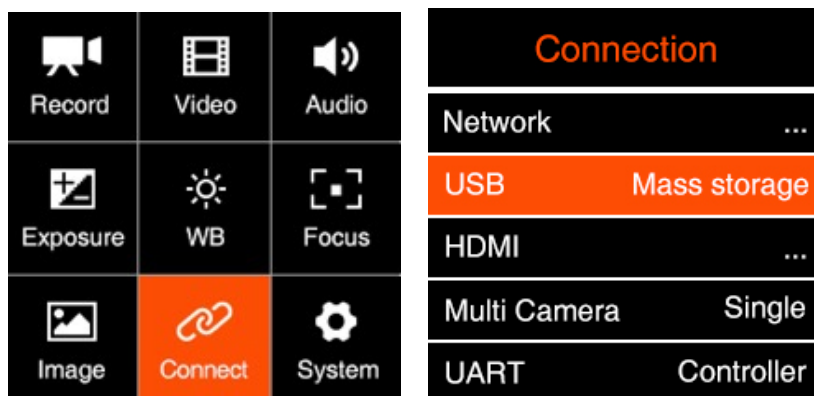 Record Video Audio
Exposure WB Focus
Image Connect System
Connection
Network ...
USB Mass storage
HDMI ...
Multi Camera Single
UART Controller